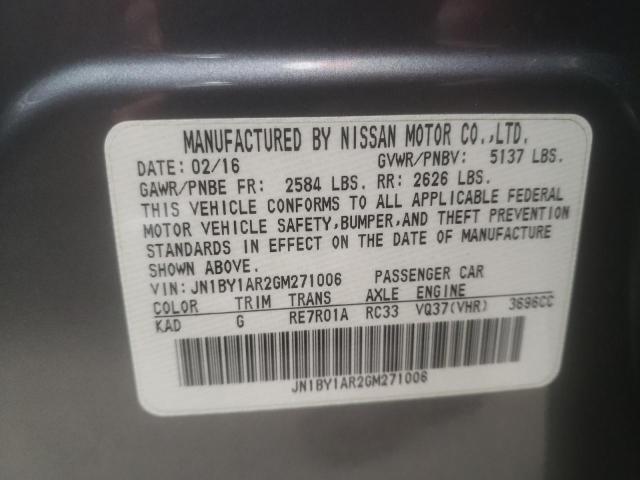 MANUFACTURED BY NISSAN MOTOR CO.,LTD.
DATE: 02/16 GVWR/PNBV: 5137 LBS.
GAWR/PNBE FR: 2584 LBS. RR: 2626 LBS.
THIS VEHICLE CONFORMS TO ALL APPLICABLE FEDERAL
MOTOR VEHICLE SAFETY,BUMPER,AND THEFT PREVENTION
STANDARDS IN EFFECT ON THE DATE OF MANUFACTURE
SHOWN ABOVE.
VIN: JN1BY1AR2GM271006 PASSENGER CAR
COLOR TRIM TRANS AXLE ENGINE
KAD G RE7R01A RC33 VQ37(VHR) 3696CC
JN1BY1AR2GM271006